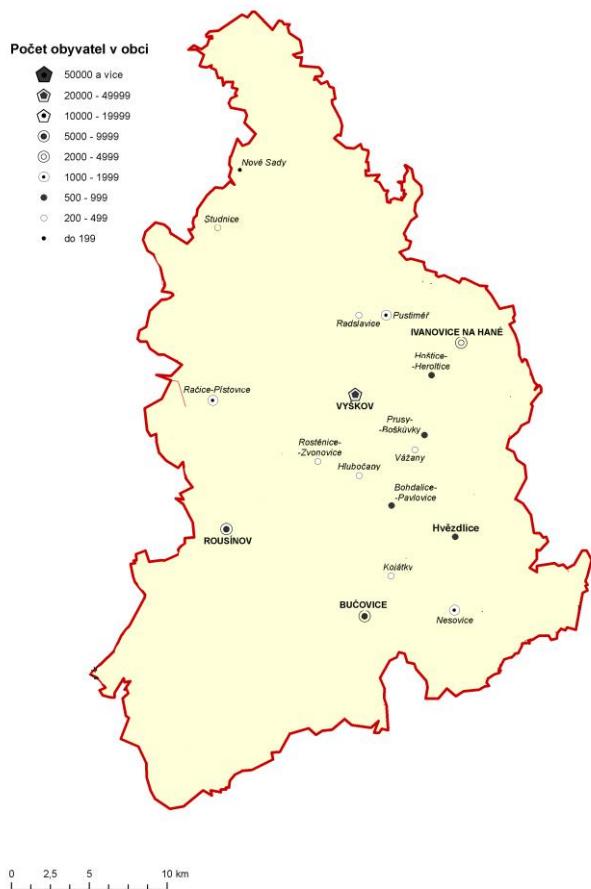 Počet obyvatel v obci
50000 a více
20000 - 49999
10000 - 19999
5000 - 9999
2000 - 4999
1000 - 1999
500 - 999
200 - 499
do 199
Nové Sady
Studnice
Radslavice
Pustiměř
IVANOVICE NA HANÉ
Hoštice-
-Heroltice
Račice-Pístovice
VYŠKOV
Prusy-
-Boškůvky
Rostěnice-
-Zvonovice
Vážany
Hlubočany
Bohdalice-
-Pavlovice
Hvězdlice
ROUSÍNOV
Kojátky
BUČOVICE
Nesovice
0 2,5 5 10 km